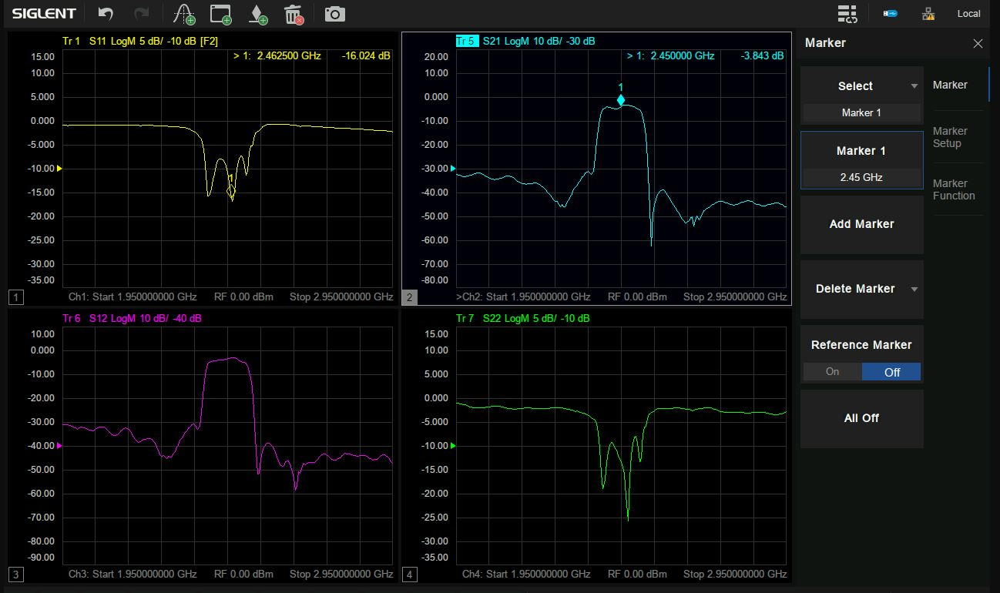 SIGLENT
Local
Tr 1 S11 LogM 5 dB/ -10 dB [F2]
> 1: 2.462500 GHz -16.024 dB
15.00
10.00
5.000
0.000
-5.000
-10.00
-15.00
-20.00
-25.00
-30.00
-35.00
1
1
Ch1: Start 1.950000000 GHz RF 0.00 dBm Stop 2.950000000 GHz
Tr 5 S21 LogM 10 dB/ -30 dB
> 1: 2.450000 GHz -3.843 dB
20.00
10.00
0.000
-10.00
-20.00
-30.00
-40.00
-50.00
-60.00
-70.00
-80.00
1
2
>Ch2: Start 1.950000000 GHz RF 0.00 dBm Stop 2.950000000 GHz
Tr 6 S12 LogM 10 dB/ -40 dB
10.00
0.000
-10.00
-20.00
-30.00
-40.00
-50.00
-60.00
-70.00
-80.00
-90.00
3
Ch3: Start 1.950000000 GHz RF 0.00 dBm Stop 2.950000000 GHz
Tr 7 S22 LogM 5 dB/ -10 dB
15.00
10.00
5.000
0.000
-5.000
-10.00
-15.00
-20.00
-25.00
-30.00
-35.00
4
Ch4: Start 1.950000000 GHz RF 0.00 dBm Stop 2.950000000 GHz
Marker
Select
Marker 1
Marker 1
2.45 GHz
Add Marker
Delete Marker
Reference Marker
On Off
All Off
Marker
Marker
Setup
Marker
Function